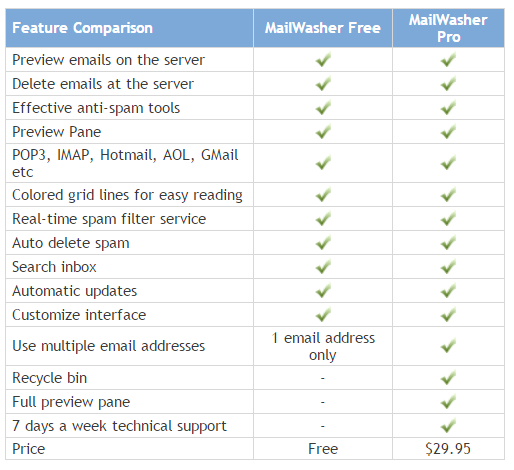 Feature Comparison MailWasher Free MailWasher
Pro
Preview emails on the server ✓ ✓
Delete emails at the server ✓ ✓
Effective anti-spam tools ✓ ✓
Preview Pane ✓ ✓
POP3, IMAP, Hotmail, AOL, GMail
etc ✓ ✓
Colored grid lines for easy reading ✓ ✓
Real-time spam filter service ✓ ✓
Auto delete spam ✓ ✓
Search inbox ✓ ✓
Automatic updates ✓ ✓
Customize interface ✓ ✓
Use multiple email addresses 1 email address
only ✓
Recycle bin - ✓
Full preview pane - ✓
7 days a week technical support - ✓
Price Free $29.95